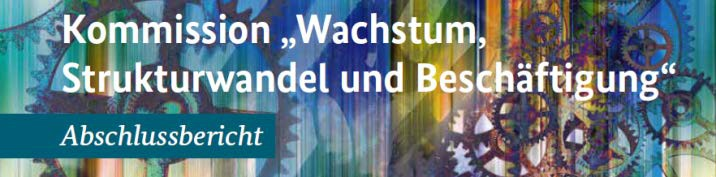 Kommission „Wachstum,
Strukturwandel und Beschäftigung“
Abschlussbericht